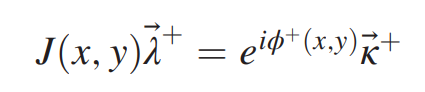 J(x, y)λ⃗⁺ = e^{iϕ⁺(x,y)}κ⃗⁺